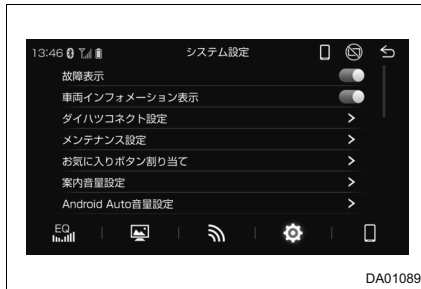 13:46 システム設定
故障表示
車両インフォメーション表示
ダイハツコネクト設定
メンテナンス設定
お気に入りボタン割り当て
案内音量設定
Android Auto音量設定
EQ
DA01089